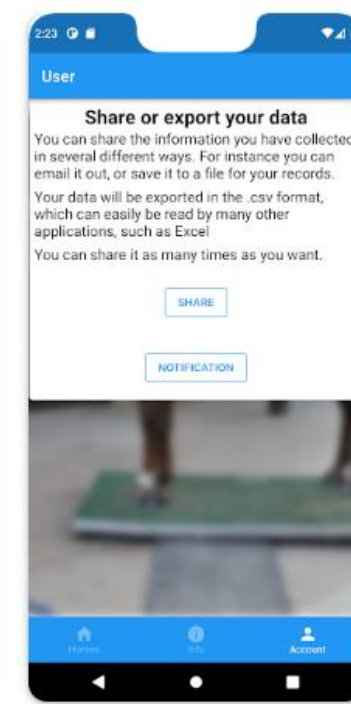 2:23
User
Share or export your data
You can share the information you have collected
in several different ways. For instance you can
email it out, or save it to a file for your records.
Your data will be exported in the .csv format,
which can easily be read by many other
applications, such as Excel
You can share it as many times as you want.
SHARE
NOTIFICATION
Horses Info Account